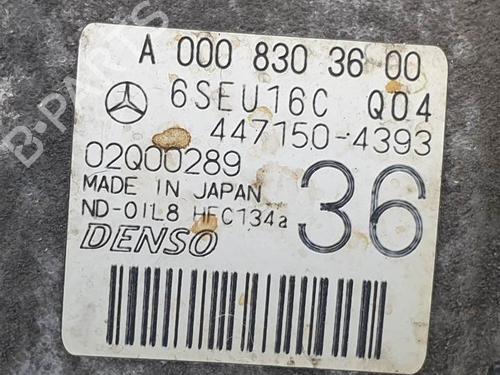 A 000 830 36 00
6SEU16C Q04
447150-4393
02Q00289
MADE IN JAPAN
ND-OIL8 HFC134a
36
DENSO
B-PARTS